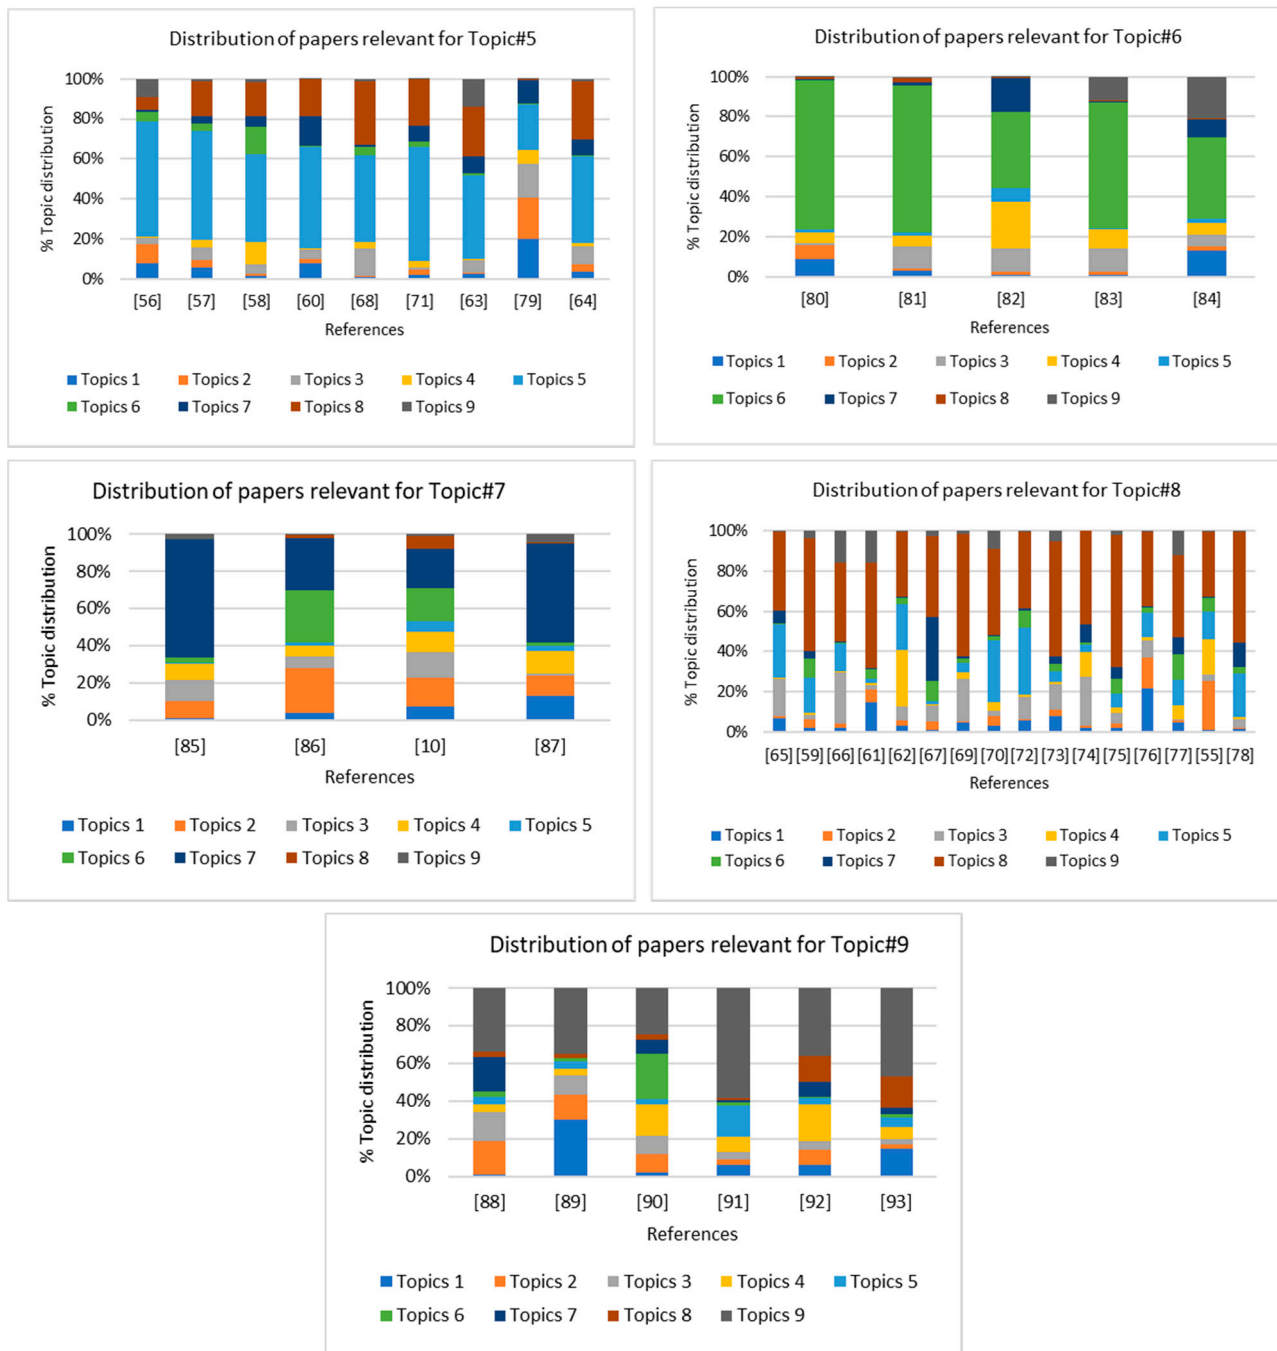 Distribution of papers relevant for Topic#5
% Topic distribution
100%
80%
60%
40%
20%
0%
[56] [57] [58] [60] [68] [71] [63] [79] [64]
References
Topics 1 Topics 2 Topics 3 Topics 4 Topics 5
Topics 6 Topics 7 Topics 8 Topics 9
Distribution of papers relevant for Topic#6
% Topic distribution
100%
80%
60%
40%
20%
0%
[80] [81] [82] [83] [84]
References
Topics 1 Topics 2 Topics 3 Topics 4 Topics 5
Topics 6 Topics 7 Topics 8 Topics 9
Distribution of papers relevant for Topic#7
% Topic distribution
100%
80%
60%
40%
20%
0%
[85] [86] [10] [87]
References
Topics 1 Topics 2 Topics 3 Topics 4 Topics 5
Topics 6 Topics 7 Topics 8 Topics 9
Distribution of papers relevant for Topic#8
% Topic distribution
100%
80%
60%
40%
20%
0%
[65] [59] [66] [61] [62] [67] [69] [70] [72] [73] [74] [75] [76] [77] [55] [78]
References
Topics 1 Topics 2 Topics 3 Topics 4 Topics 5
Topics 6 Topics 7 Topics 8 Topics 9
Distribution of papers relevant for Topic#9
% Topic distribution
100%
80%
60%
40%
20%
0%
[88] [89] [90] [91] [92] [93]
References
Topics 1 Topics 2 Topics 3 Topics 4 Topics 5
Topics 6 Topics 7 Topics 8 Topics 9